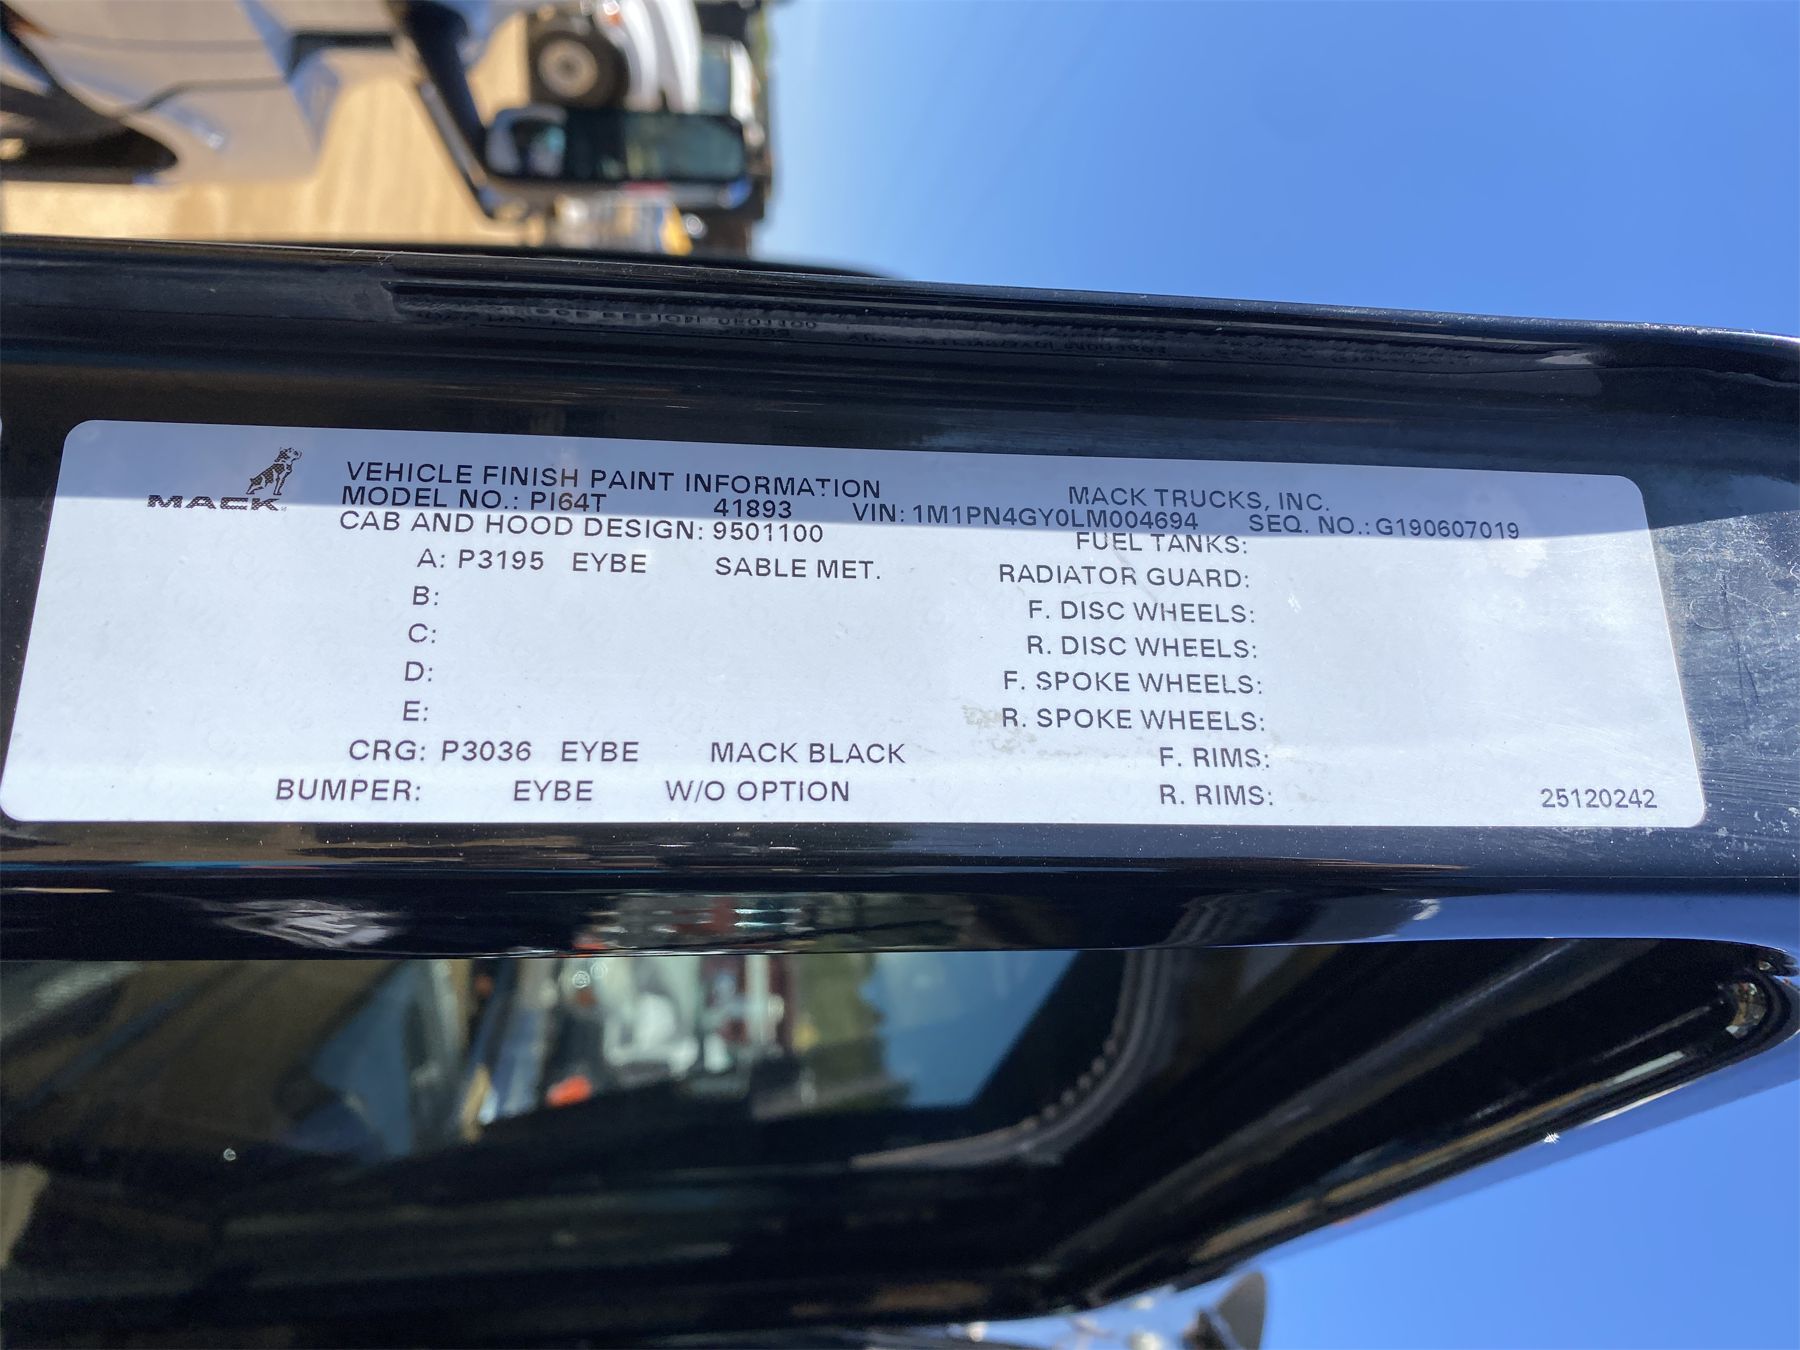 MACK
VEHICLE FINISH PAINT INFORMATION MACK TRUCKS, INC.
MODEL NO.: PI64T 41893 VIN: 1M1PN4GY0LM004694 SEQ. NO.: G190607019
CAB AND HOOD DESIGN: 9501100 FUEL TANKS:
A: P3195 EYBE SABLE MET. RADIATOR GUARD:
B: F. DISC WHEELS:
C: R. DISC WHEELS:
D: F. SPOKE WHEELS:
E: R. SPOKE WHEELS:
CRG: P3036 EYBE MACK BLACK F. RIMS:
BUMPER: EYBE W/O OPTION R. RIMS: 25120242